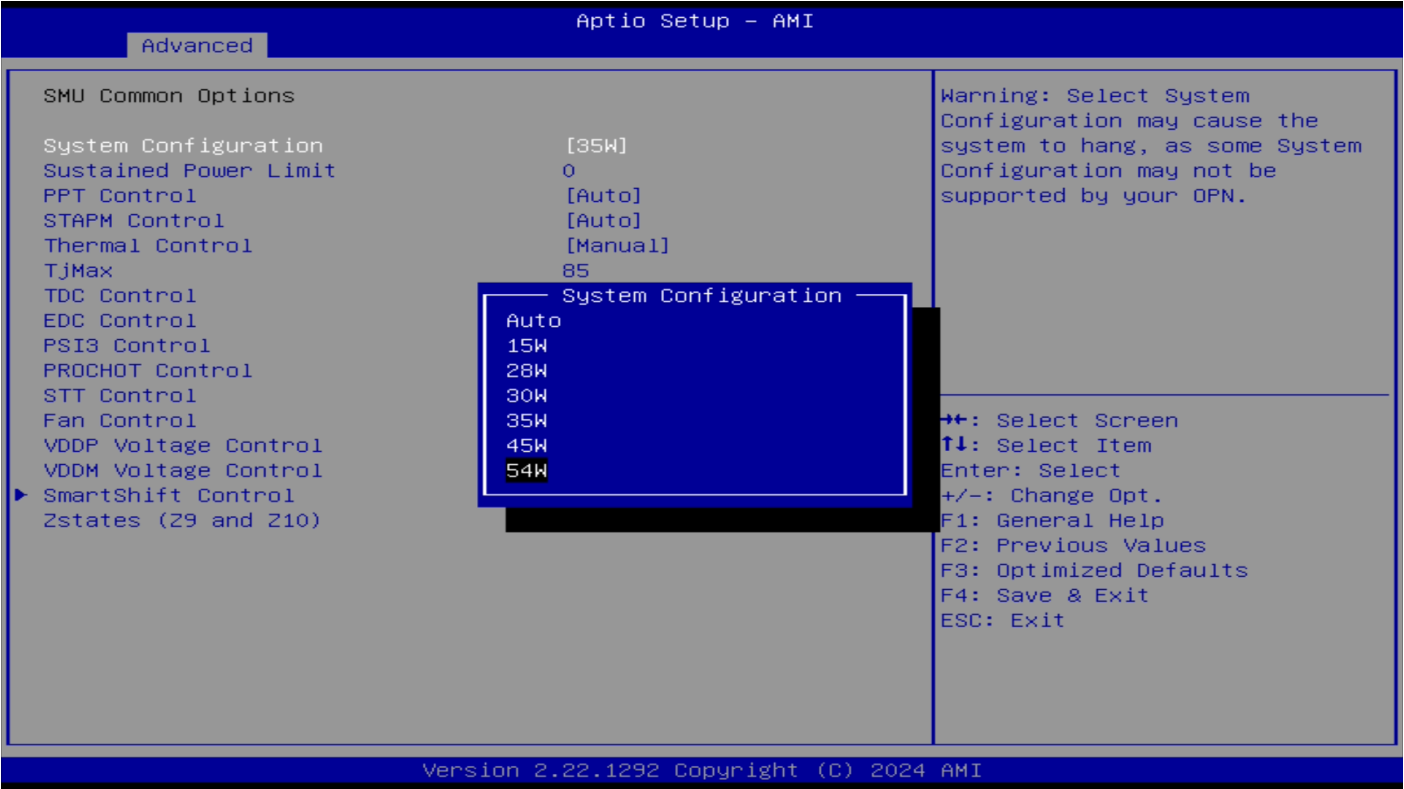 Aptio Setup – AMI
Advanced
SMU Common Options
System Configuration [35W]
Sustained Power Limit 0
PPT Control [Auto]
STAPM Control [Auto]
Thermal Control [Manual]
TjMax 85
TDC Control
EDC Control
PSI3 Control
PROCHOT Control
STT Control
Fan Control
VDDP Voltage Control
VDDM Voltage Control
SmartShift Control
Zstates (Z9 and Z10)
System Configuration
Auto
15W
28W
30W
35W
45W
54W
Warning: Select System
Configuration may cause the
system to hang, as some System
Configuration may not be
supported by your OPN.
→←: Select Screen
↑↓: Select Item
Enter: Select
+/-: Change Opt.
F1: General Help
F2: Previous Values
F3: Optimized Defaults
F4: Save & Exit
ESC: Exit
Version 2.22.1292 Copyright (C) 2024 AMI